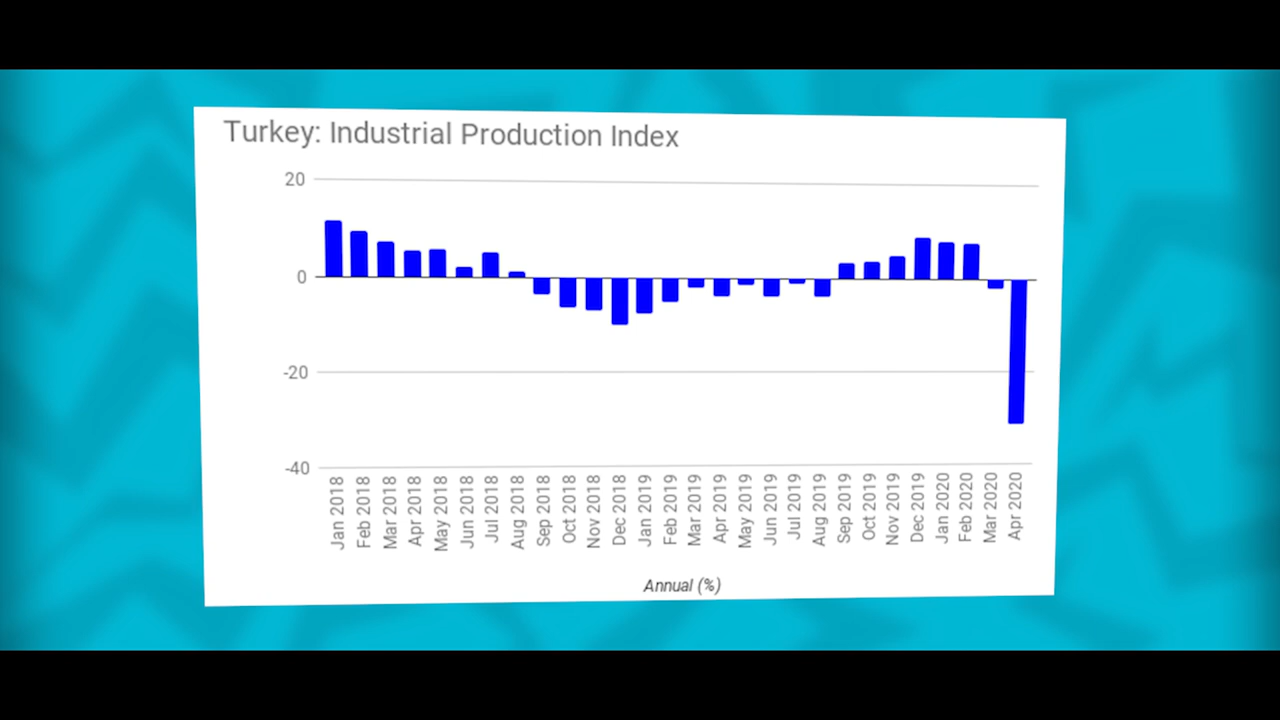 Turkey: Industrial Production Index
20
0
-20
-40
Jan 2018
Feb 2018
Mar 2018
Apr 2018
May 2018
Jun 2018
Jul 2018
Aug 2018
Sep 2018
Oct 2018
Nov 2018
Dec 2018
Jan 2019
Feb 2019
Mar 2019
Apr 2019
May 2019
Jun 2019
Jul 2019
Aug 2019
Sep 2019
Oct 2019
Nov 2019
Dec 2019
Jan 2020
Feb 2020
Mar 2020
Apr 2020
Annual (%)